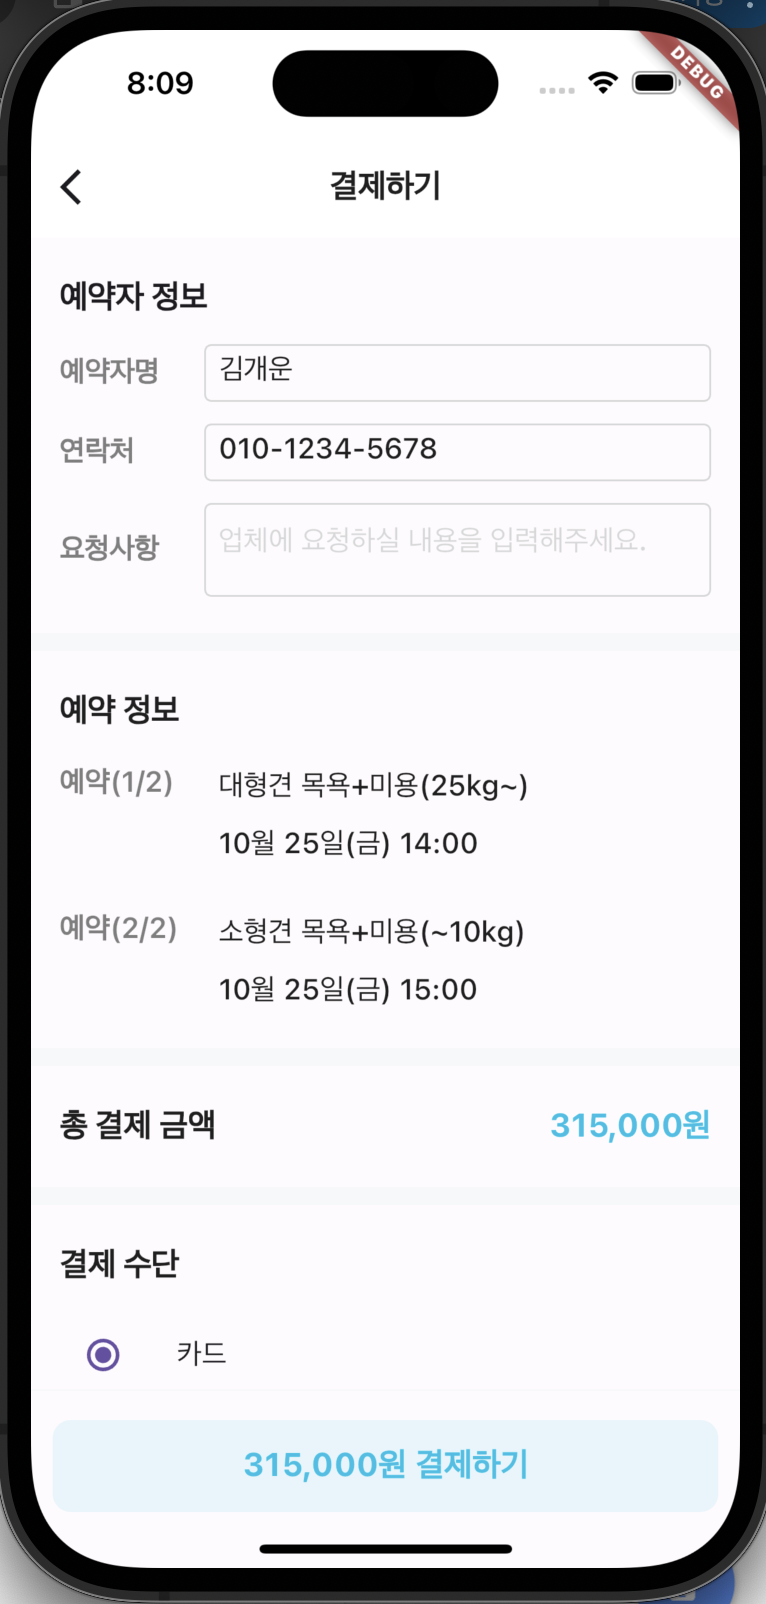 8:09
DEBUG
결제하기
예약자 정보
예약자명 김개운
연락처 010-1234-5678
요청사항 업체에 요청하실 내용을 입력해주세요.
예약 정보
예약(1/2) 대형견 목욕+미용(25kg~)
10월 25일(금) 14:00
예약(2/2) 소형견 목욕+미용(~10kg)
10월 25일(금) 15:00
총 결제 금액 315,000원
결제 수단
카드
315,000원 결제하기